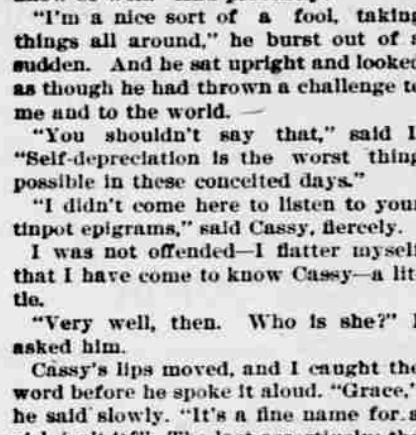 "I'm a nice sort of a fool, taking
things all around," he burst out of a
sudden. And he sat upright and looked
as though he had thrown a challenge to
me and to the world.
"You shouldn't say that," said I.
"Self-depreciation is the worst thing
possible in these conceited days."
"I didn't come here to listen to your
tinpot epigrams," said Cassy, fiercely.
I was not offended—I flatter myself
that I have come to know Cassy—a lit-
tle.
"Very well, then. Who is she?" I
asked him.
Cassy's lips moved, and I caught the
word before he spoke it aloud. "Grace,"
he said slowly. "It's a fine name for a